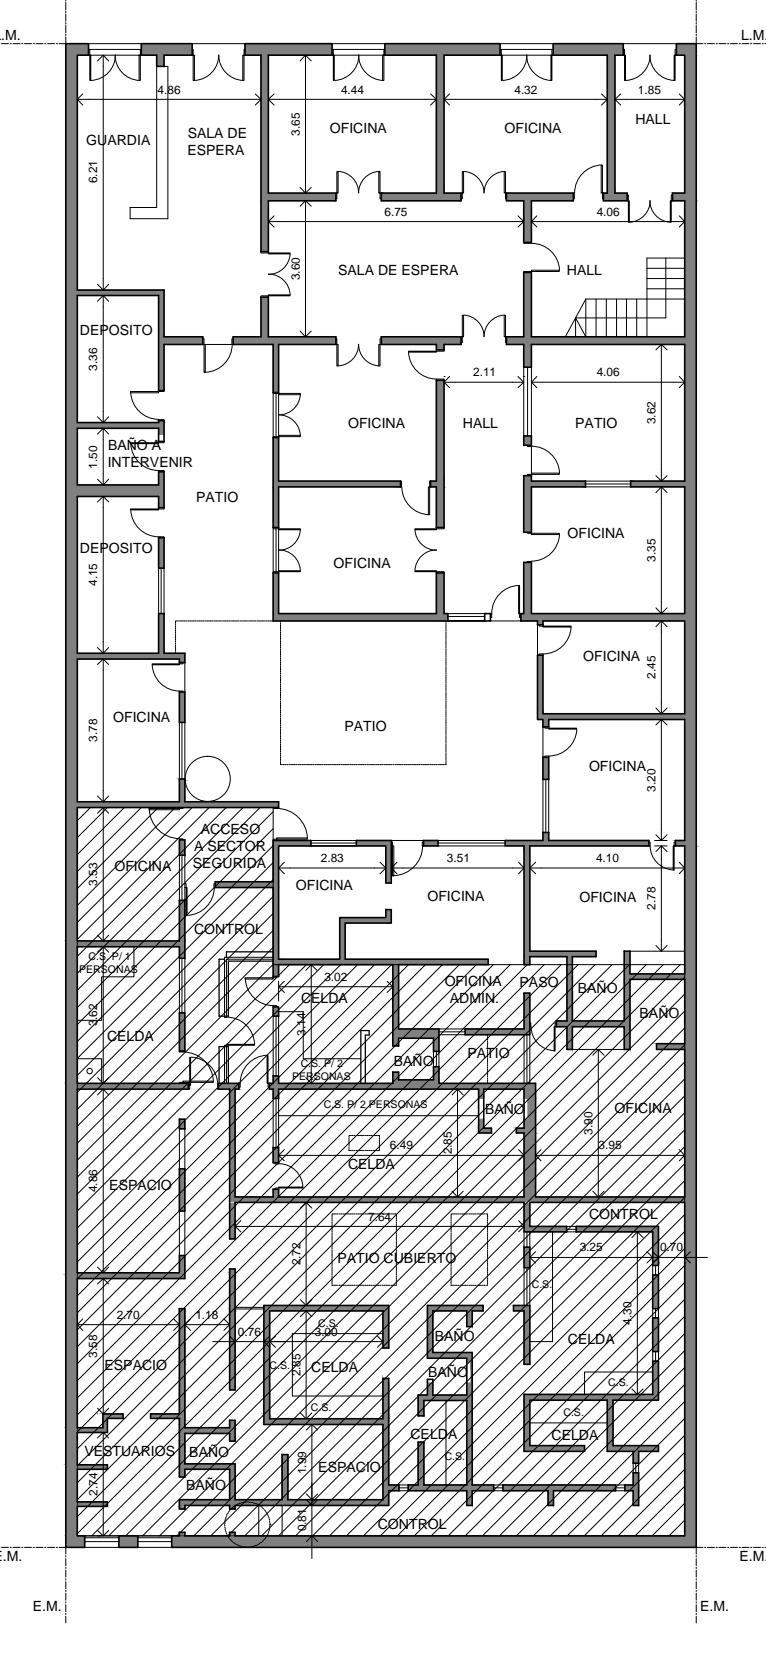 L.M.
L.M.
4.86
4.44
4.32
1.85
HALL
3.65
OFICINA
OFICINA
GUARDIA
SALA DE
ESPERA
6.21
6.75
4.06
3.60
SALA DE ESPERA
HALL
DEPOSITO
3.36
2.11
4.06
3.62
OFICINA
HALL
PATIO
BAÑO A
INTERVENIR
1.50
PATIO
DEPOSITO
4.15
OFICINA
OFICINA
3.35
OFICINA
2.45
OFICINA
3.78
PATIO
OFICINA
3.20
ACCESO
A SECTOR
SEGURIDA
OFICINA
3.53
2.83
3.51
4.10
OFICINA
OFICINA
OFICINA
2.78
CONTROL
C.S. P/ 1
PERSONAS
3.62
CELDA
3.02
CELDA
3.14
C.S. P/ 2
PERSONAS
OFICINA
ADMIN.
PASO
BAÑO
BAÑO
BAÑO
PATIO
C.S. P/ 2 PERSONAS
BAÑO
OFICINA
3.90
3.95
6.49
2.85
CELDA
4.86
ESPACIO
CONTROL
7.64
2.72
PATIO CUBIERTO
3.25
0.70
C.S.
4.30
CELDA
C.S.
2.70
1.18
0.76
C.S.
3.00
BAÑO
3.58
ESPACIO
C.S.
2.85
CELDA
BAÑO
C.S.
C.S.
CELDA
VESTUARIOS
BAÑO
CELDA
C.S.
1.99
ESPACIO
2.74
BAÑO
0.81
CONTROL
E.M.
E.M.
E.M.
E.M.